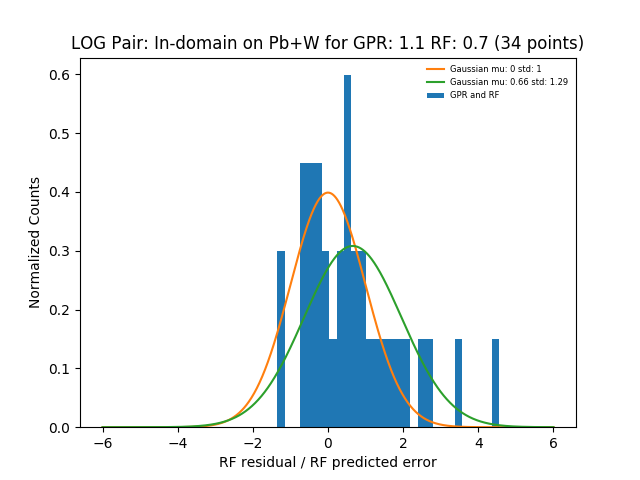 LOG Pair: In-domain on Pb+W for GPR: 1.1 RF: 0.7 (34 points)
Gaussian mu: 0 std: 1
Gaussian mu: 0.66 std: 1.29
GPR and RF
Normalized Counts
0.6
0.5
0.4
0.3
0.2
0.1
0.0
−6 −4 −2 0 2 4 6
RF residual / RF predicted error